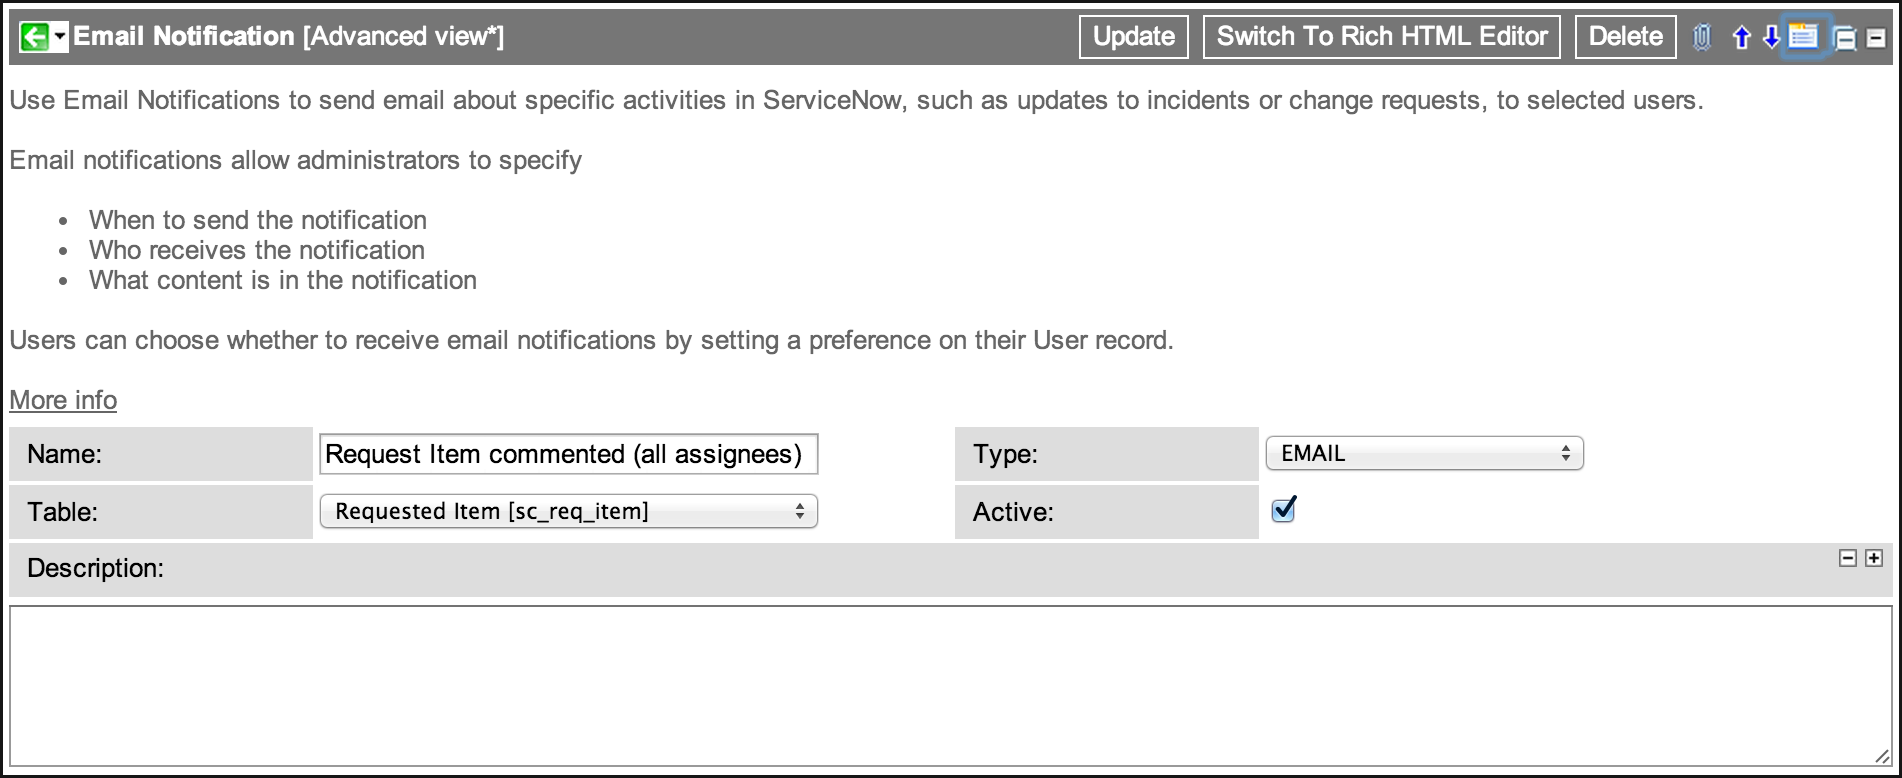 Email Notification [Advanced view*] Update Switch To Rich HTML Editor Delete
Use Email Notifications to send email about specific activities in ServiceNow, such as updates to incidents or change requests, to selected users.
Email notifications allow administrators to specify
• When to send the notification
• Who receives the notification
• What content is in the notification
Users can choose whether to receive email notifications by setting a preference on their User record.
More info
Name: Request Item commented (all assignees) Type: EMAIL
Table: Requested Item [sc_req_item] Active:
Description: